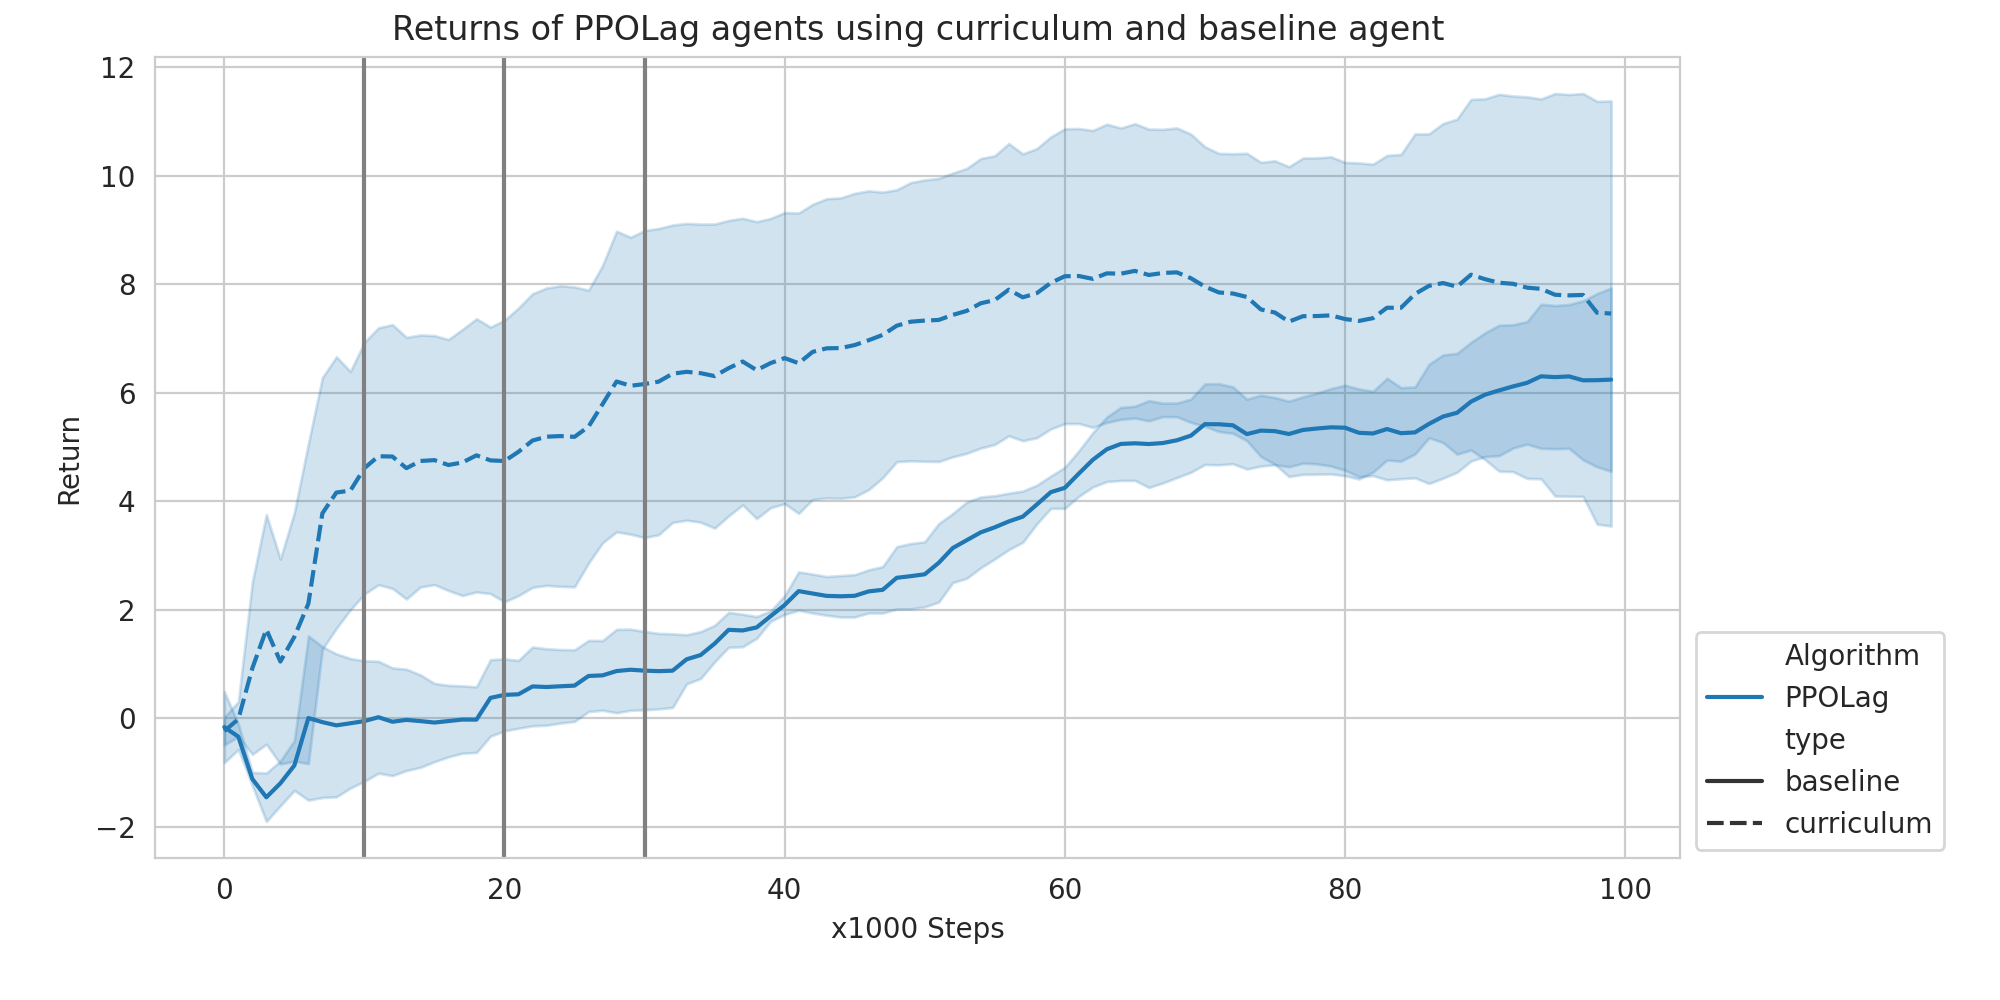 Returns of PPOLag agents using curriculum and baseline agent
12
10
8
6
4
2
0
−2
Return
0 20 40 60 80 100
x1000 Steps
Algorithm
PPOLag
type
baseline
curriculum